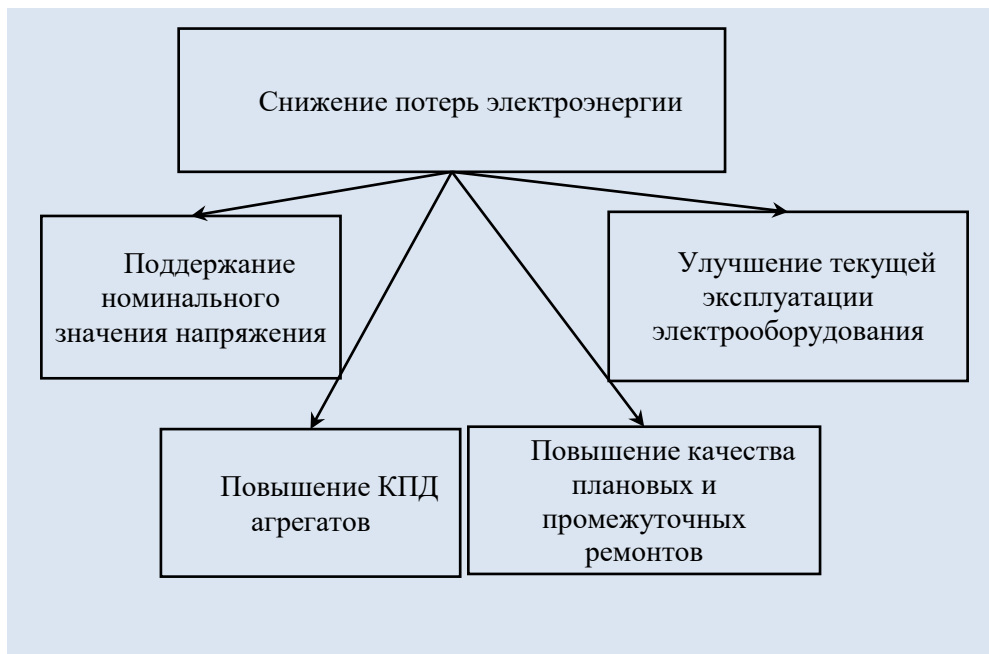 Снижение потерь электроэнергии
Поддержание
номинального
значения напряжения
Улучшение текущей
эксплуатации
электрооборудования
Повышение КПД
агрегатов
Повышение качества
плановых и
промежуточных
ремонтов